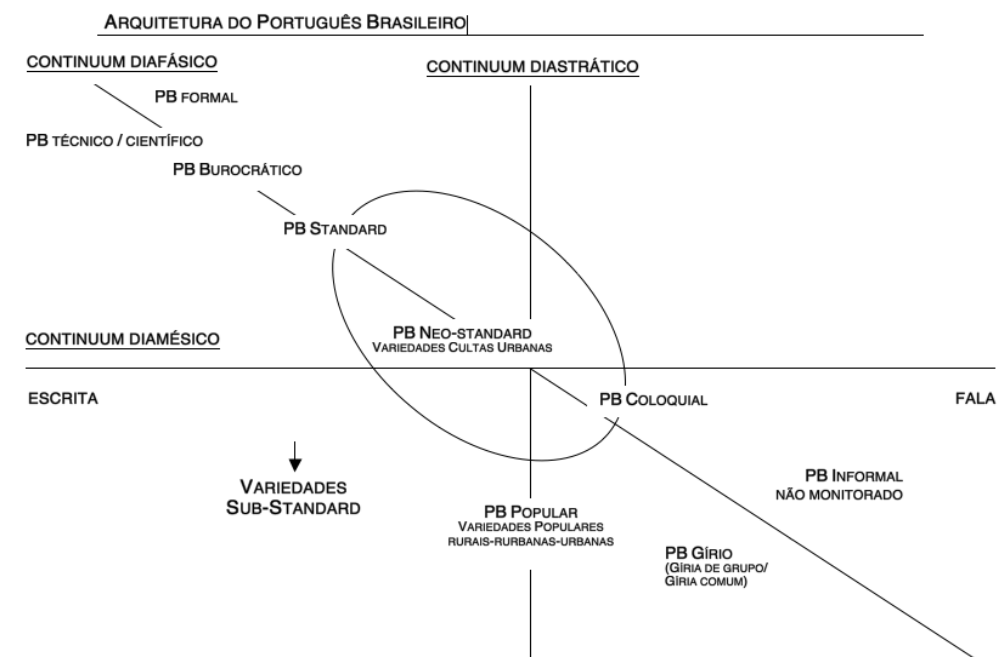 ARQUITETURA DO PORTUGUÊS BRASILEIRO
CONTINUUM DIAFÁSICO
CONTINUUM DIASTRÁTICO
PB FORMAL
PB TÉCNICO / CIENTÍFICO
PB BUROCRÁTICO
PB STANDARD
PB NEO-STANDARD
VARIEDADES CULTAS URBANAS
CONTINUUM DIAMÉSICO
ESCRITA
PB COLOQUIAL
FALA
VARIEDADES
SUB-STANDARD
PB INFORMAL
NÃO MONITORADO
PB POPULAR
VARIEDADES POPULARES
RURAIS-RURBANAS-URBANAS
PB GÍRIO
(GÍRIA DE GRUPO/
GÍRIA COMUM)